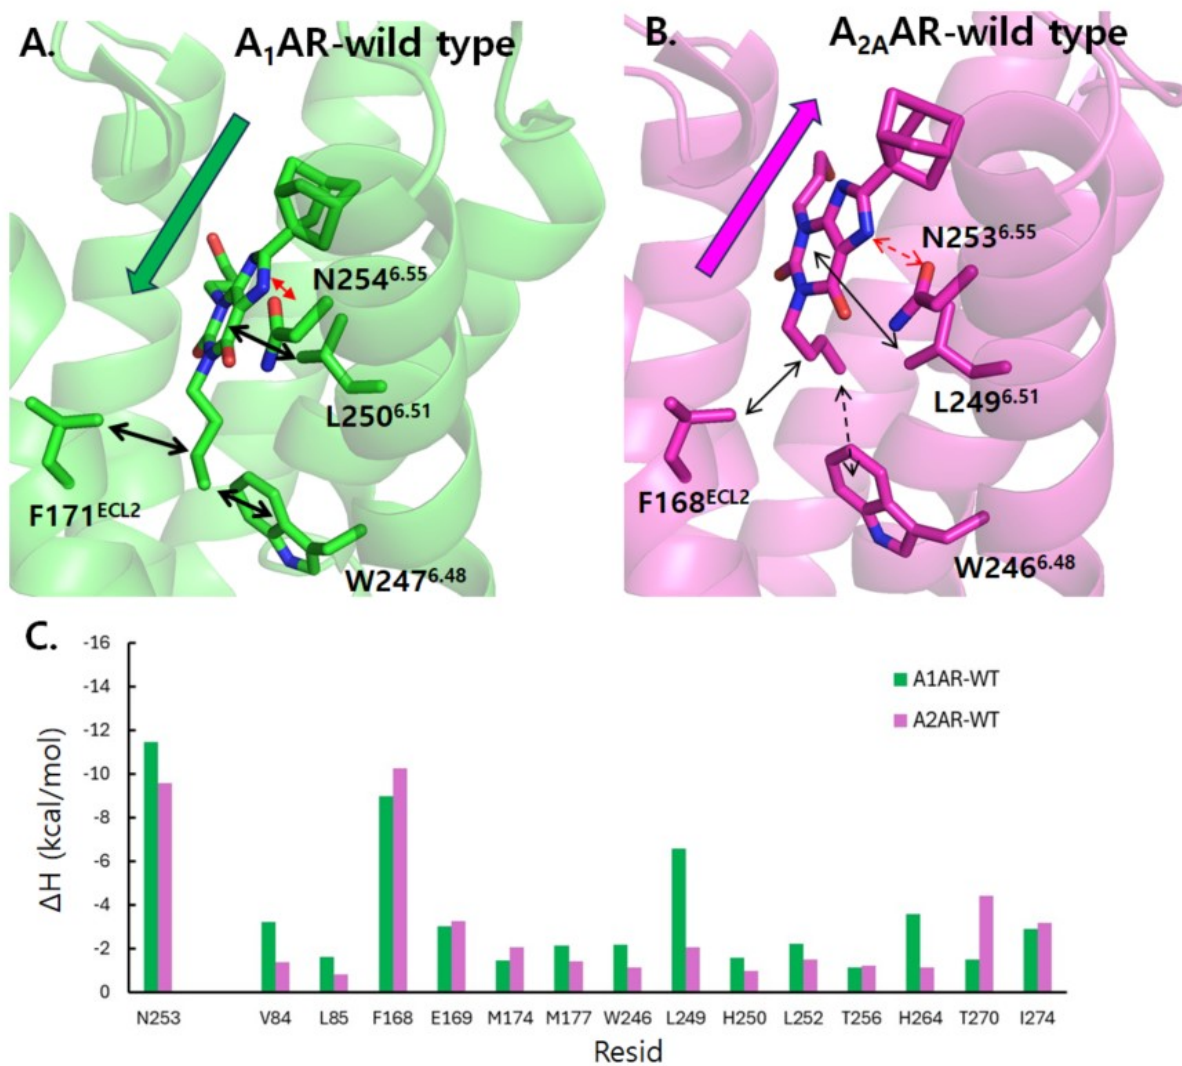 A. A₁AR-wild type
B. A₂ₐAR-wild type
N254⁶·⁵⁵
L250⁶·⁵¹
F171ᴱᶜᴸ²
W247⁶·⁴⁸
N253⁶·⁵⁵
L249⁶·⁵¹
F168ᴱᶜᴸ²
W246⁶·⁴⁸
C.
-16
-14
-12
-10
-8
-6
-4
-2
0
ΔH (kcal/mol)
A1AR-WT
A2AR-WT
N253 V84 L85 F168 E169 M174 M177 W246 L249 H250 L252 T256 H264 T270 I274
Resid